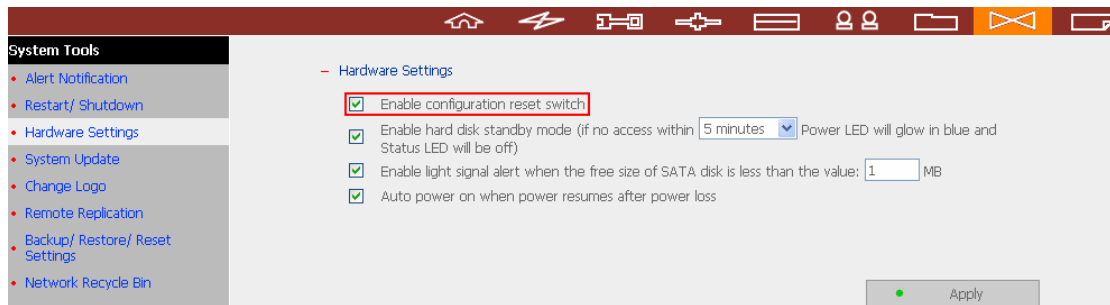 System Tools
Alert Notification
Restart/ Shutdown
Hardware Settings
System Update
Change Logo
Remote Replication
Backup/ Restore/ Reset
Settings
Network Recycle Bin
– Hardware Settings
Enable configuration reset switch
Enable hard disk standby mode (if no access within 5 minutes Power LED will glow in blue and
Status LED will be off)
Enable light signal alert when the free size of SATA disk is less than the value: 1 MB
Auto power on when power resumes after power loss
Apply